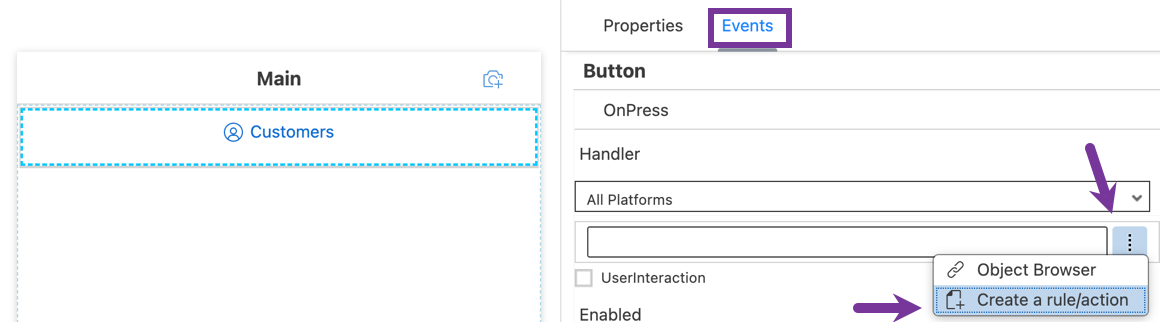 Main
Customers
Properties
Events
Button
OnPress
Handler
All Platforms
UserInteraction
Object Browser
Create a rule/action
Enabled